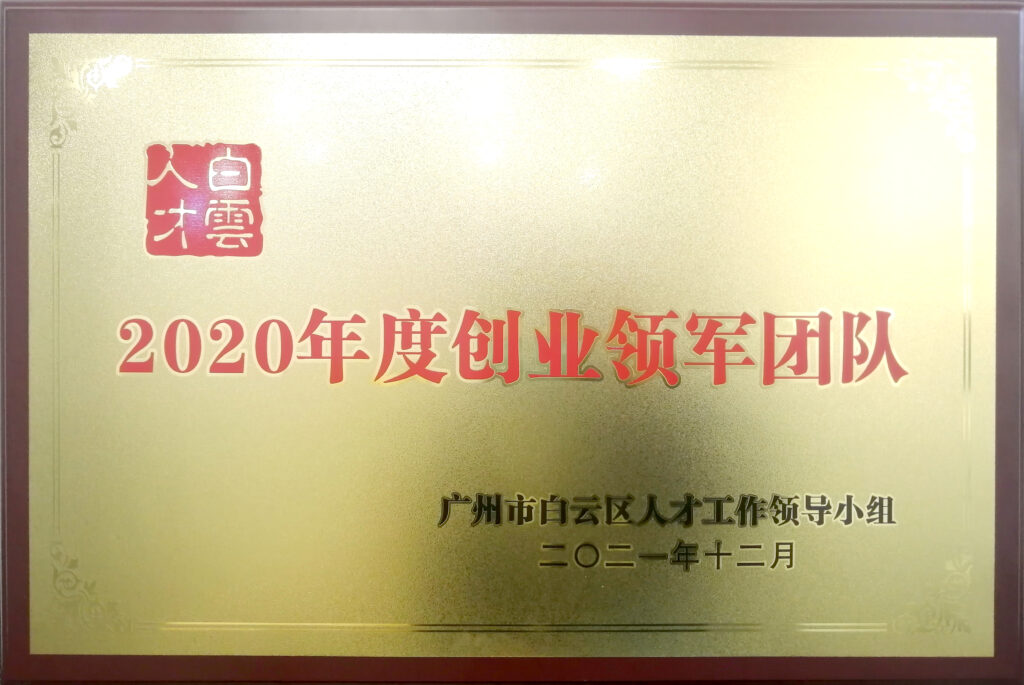 白雲
人才
2020年度创业领军团队
广州市白云区人才工作领导小组
二〇二一年十二月